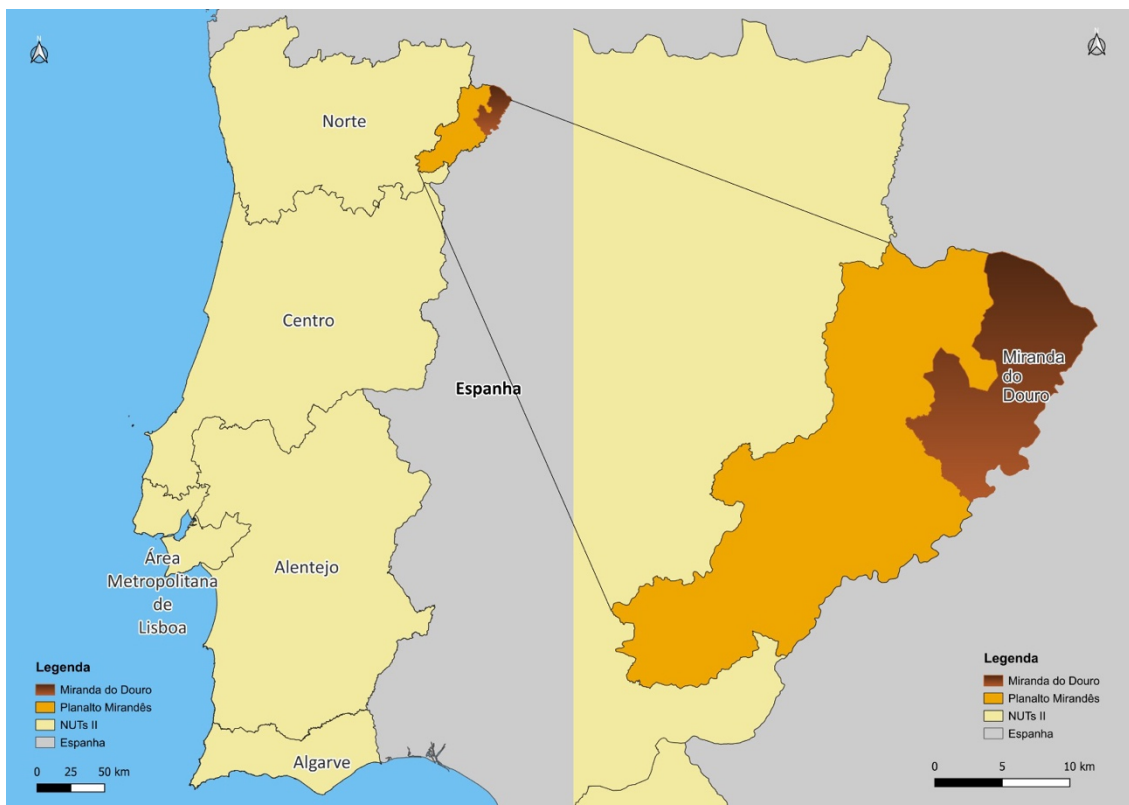 N
Norte
Centro
Espanha
Área
Metropolitana
de
Lisboa
Alentejo
Algarve
Legenda
Miranda do Douro
Planalto Mirandês
NUTs II
Espanha
0 25 50 km
N
Miranda
do
Douro
Legenda
Miranda do Douro
Planalto Mirandês
NUTs II
Espanha
0 5 10 km